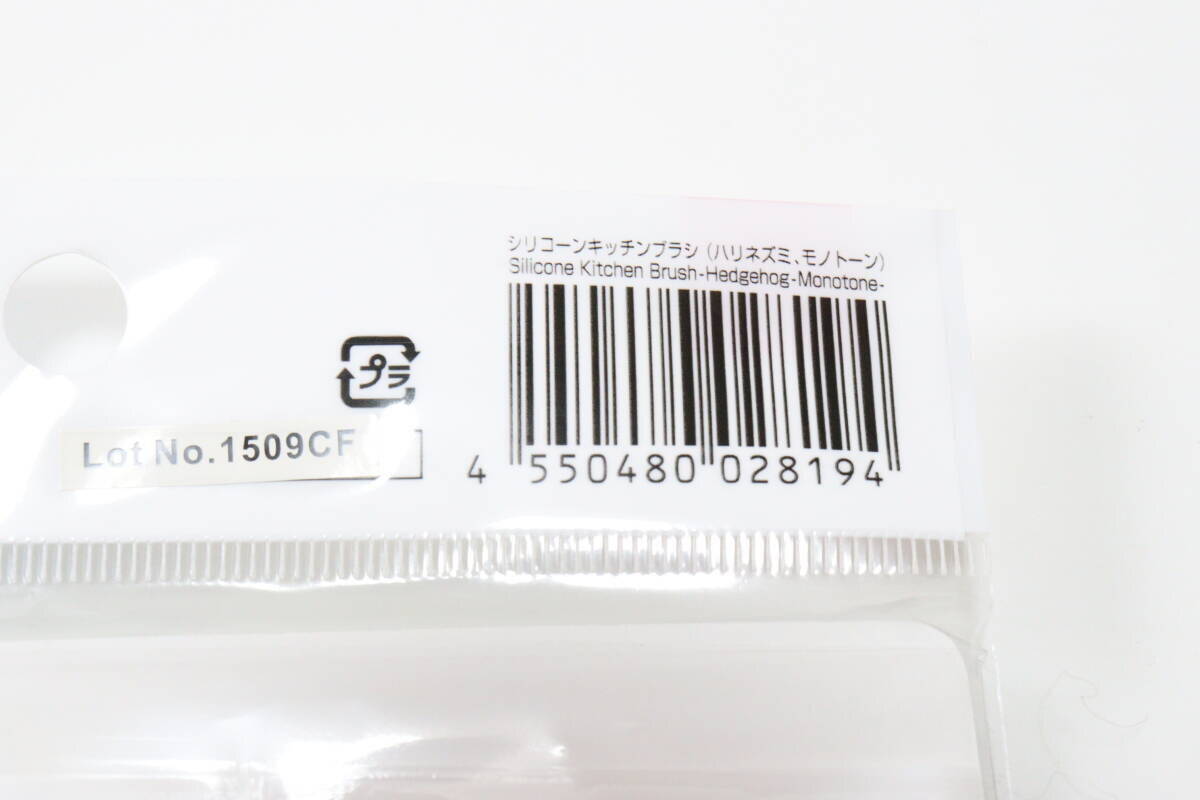 シリコーンキッチンブラシ（ハリネズミ、モノトーン）
Silicone Kitchen Brush-Hedgehog-Monotone-
プラ
Lot No.1509CF
4 550480 028194